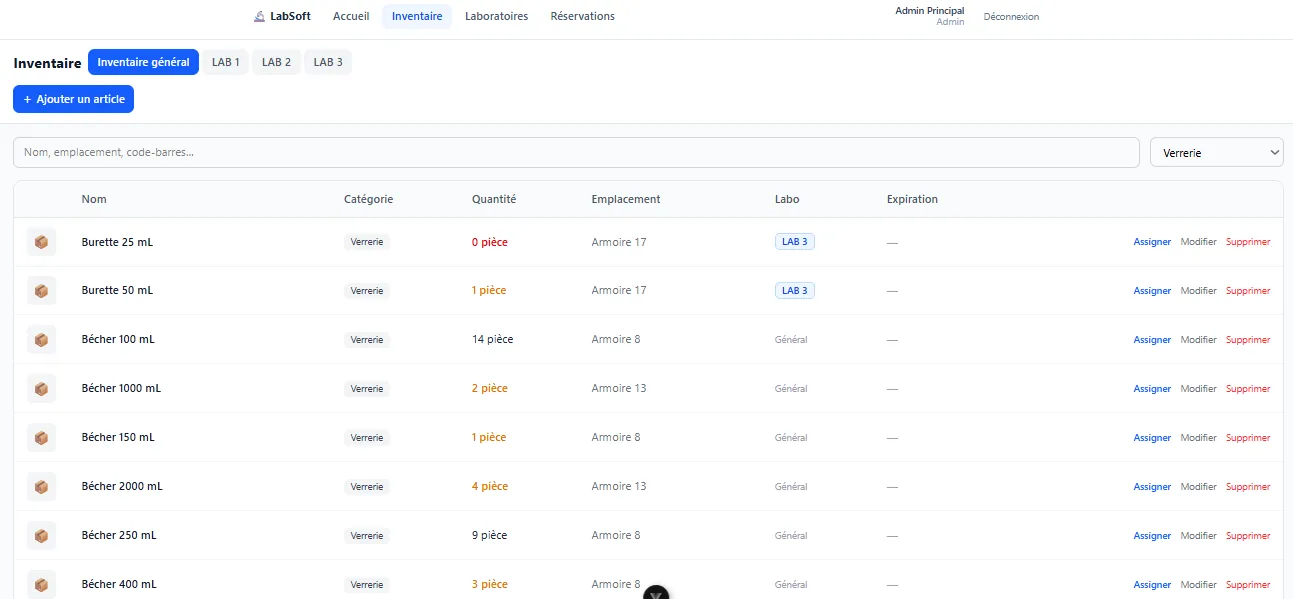 LabSoft Accueil Inventaire Laboratoires Réservations Admin Principal Déconnexion
Admin
Inventaire Inventaire général LAB 1 LAB 2 LAB 3
+ Ajouter un article
Nom, emplacement, code-barres... Verrerie
Nom Catégorie Quantité Emplacement Labo Expiration
Burette 25 mL Verrerie 0 pièce Armoire 17 LAB 3 — Assigner Modifier Supprimer
Burette 50 mL Verrerie 1 pièce Armoire 17 LAB 3 — Assigner Modifier Supprimer
Bécher 100 mL Verrerie 14 pièce Armoire 8 Général — Assigner Modifier Supprimer
Bécher 1000 mL Verrerie 2 pièce Armoire 13 Général — Assigner Modifier Supprimer
Bécher 150 mL Verrerie 1 pièce Armoire 8 Général — Assigner Modifier Supprimer
Bécher 2000 mL Verrerie 4 pièce Armoire 13 Général — Assigner Modifier Supprimer
Bécher 250 mL Verrerie 9 pièce Armoire 8 Général — Assigner Modifier Supprimer
Bécher 400 mL Verrerie 3 pièce Armoire 8 Général — Assigner Modifier Supprimer